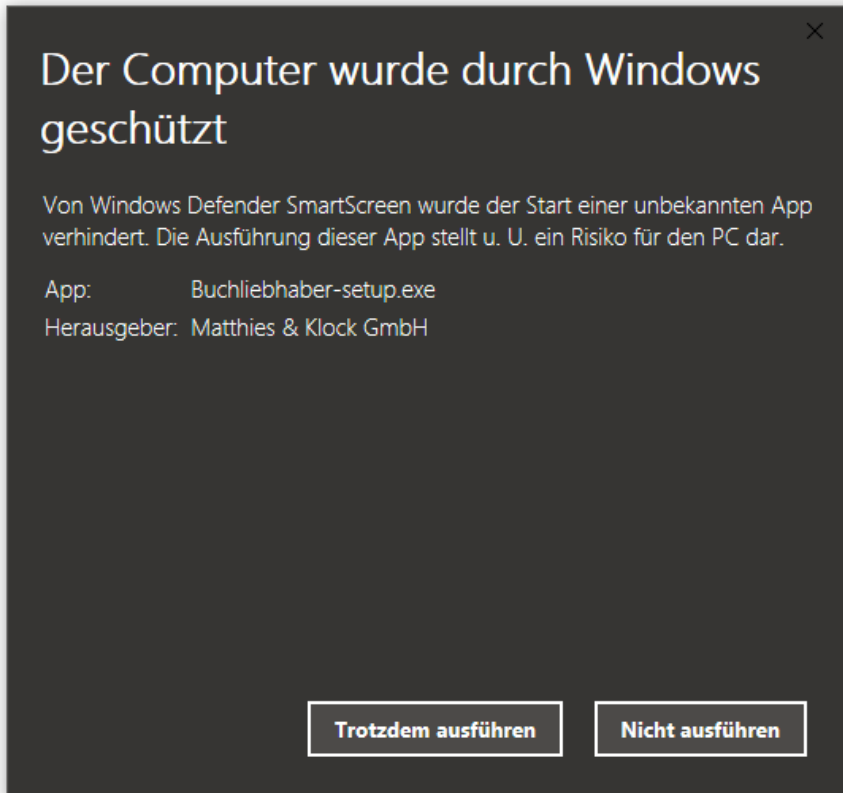 Der Computer wurde durch Windows
geschützt
Von Windows Defender SmartScreen wurde der Start einer unbekannten App
verhindert. Die Ausführung dieser App stellt u. U. ein Risiko für den PC dar.
App: Buchliebhaber-setup.exe
Herausgeber: Matthies & Klock GmbH
Trotzdem ausführen Nicht ausführen